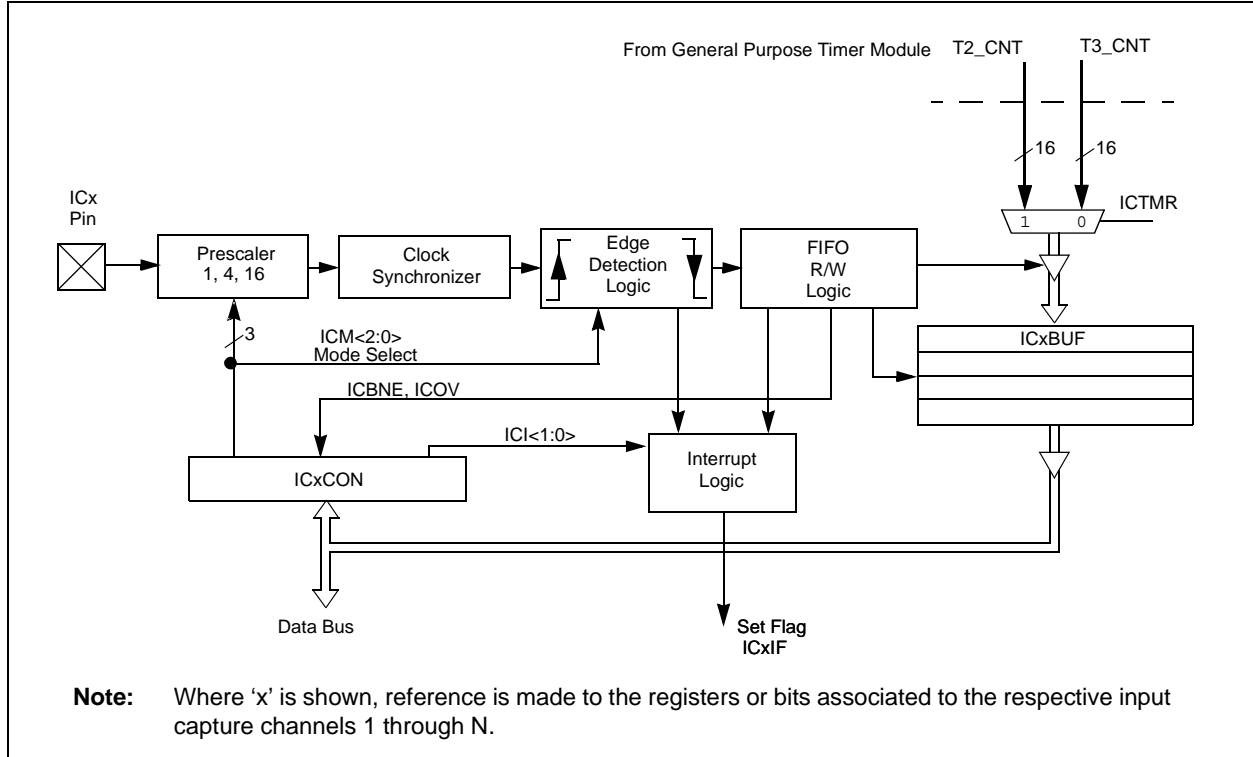 From General Purpose Timer Module T2_CNT T3_CNT
16 16
ICx
Pin
ICTMR
1 0
Prescaler
1, 4, 16
Clock
Synchronizer
Edge
Detection
Logic
FIFO
R/W
Logic
3
ICM<2:0>
Mode Select
ICxBUF
ICBNE, ICOV
ICI<1:0>
Interrupt
Logic
ICxCON
Data Bus
Set Flag
ICxIF
Note: Where ‘x’ is shown, reference is made to the registers or bits associated to the respective input
capture channels 1 through N.